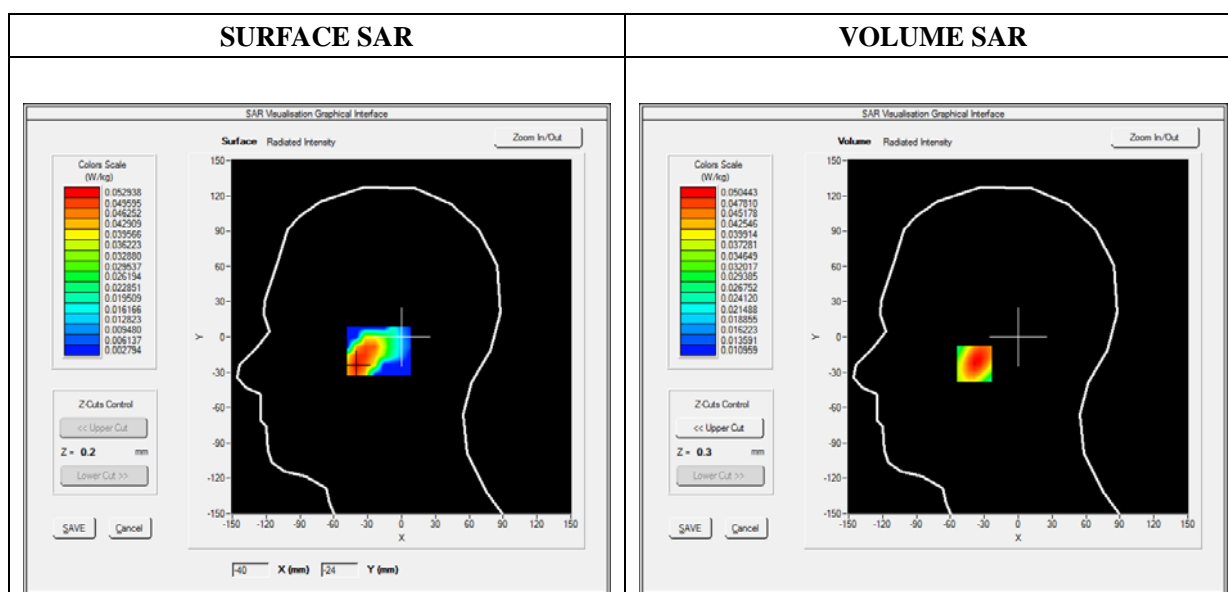 SURFACE SAR
VOLUME SAR
SAR Visualisation Graphical Interface
Surface Radiated Intensity
Zoom In/Out
Colors Scale
(W/kg)
0.052938
0.049595
0.046252
0.042909
0.039566
0.036223
0.032880
0.029537
0.026194
0.022851
0.019509
0.016166
0.012823
0.009480
0.006137
0.002794
Z-Cuts Control
<< Upper Cut
Z = 0.2 mm
Lower Cut >>
SAVE Cancel
150
120
90
60
30
0
-30
-60
-90
-120
-150
Y
-150 -120 -90 -60 -30 0 30 60 90 120 150
X
-40 X (mm) -24 Y (mm)
SAR Visualisation Graphical Interface
Volume Radiated Intensity
Zoom In/Out
Colors Scale
(W/kg)
0.050443
0.047810
0.045178
0.042546
0.039914
0.037281
0.034649
0.032017
0.029385
0.026752
0.024120
0.021488
0.018855
0.016223
0.013591
0.010959
Z-Cuts Control
<< Upper Cut
Z = 0.3 mm
Lower Cut >>
SAVE Cancel
150
120
90
60
30
0
-30
-60
-90
-120
-150
Y
-150 -120 -90 -60 -30 0 30 60 90 120 150
X